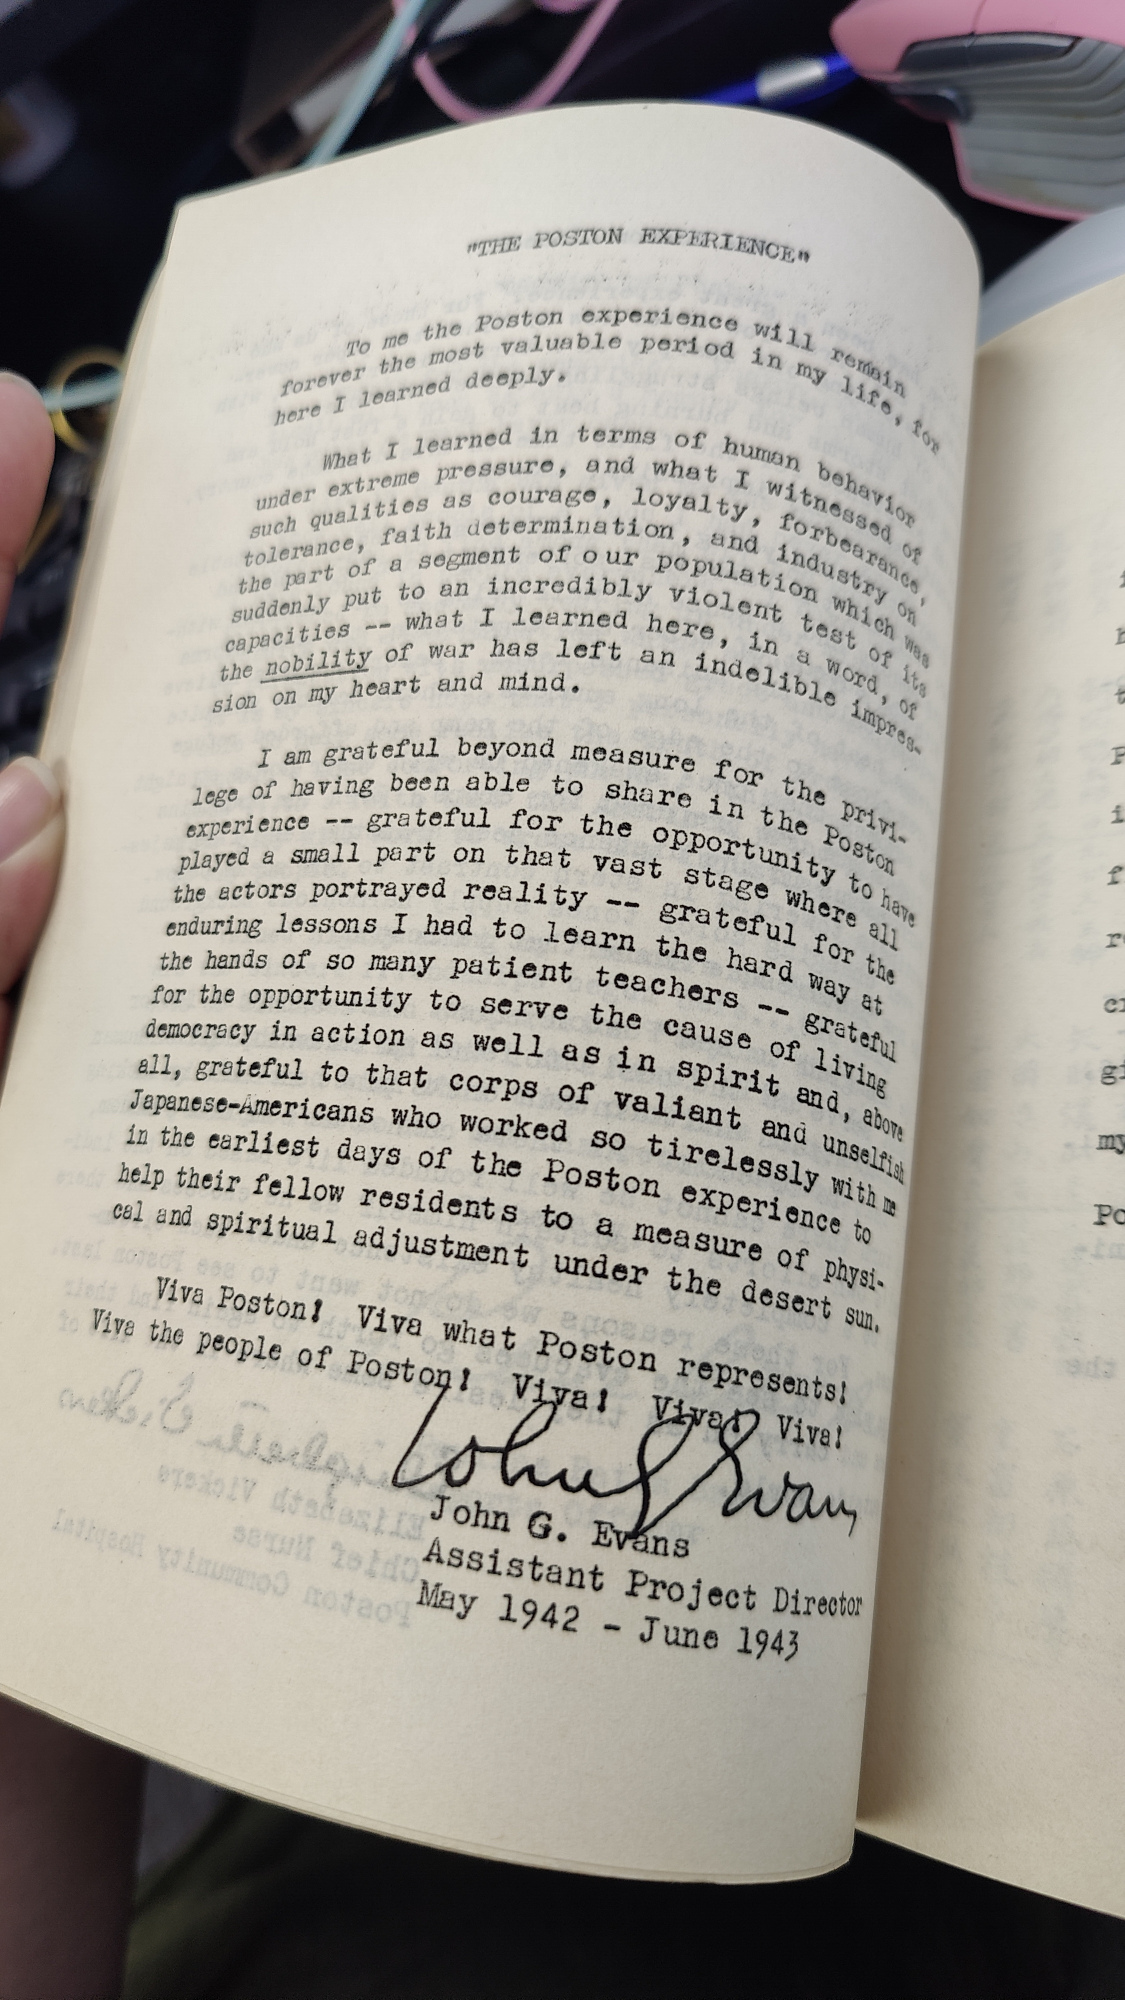 "THE POSTON EXPERIENCE"
To me the Poston experience will remain
forever the most valuable period in my life, for
here I learned deeply.
What I learned in terms of human behavior
under extreme pressure, and what I witnessed of
such qualities as courage, loyalty, forbearance,
tolerance, faith determination, and industry on
the part of a segment of our population which was
suddenly put to an incredibly violent test of its
capacities -- what I learned here, in a word, of
the nobility of war has left an indelible impres-
sion on my heart and mind.
I am grateful beyond measure for the privi-
lege of having been able to share in the Poston
experience -- grateful for the opportunity to have
played a small part on that vast stage where all
the actors portrayed reality -- grateful for the
enduring lessons I had to learn the hard way at
the hands of so many patient teachers -- grateful
for the opportunity to serve the cause of living
democracy in action as well as in spirit and, above
all, grateful to that corps of valiant and unselfish
Japanese-Americans who worked so tirelessly with me
in the earliest days of the Poston experience to
help their fellow residents to a measure of physi-
cal and spiritual adjustment under the desert sun.
Viva Poston! Viva what Poston represents!
Viva the people of Poston! Viva! Viva! Viva!
John G Evans
John G. Evans
Assistant Project Director
May 1942 - June 1943